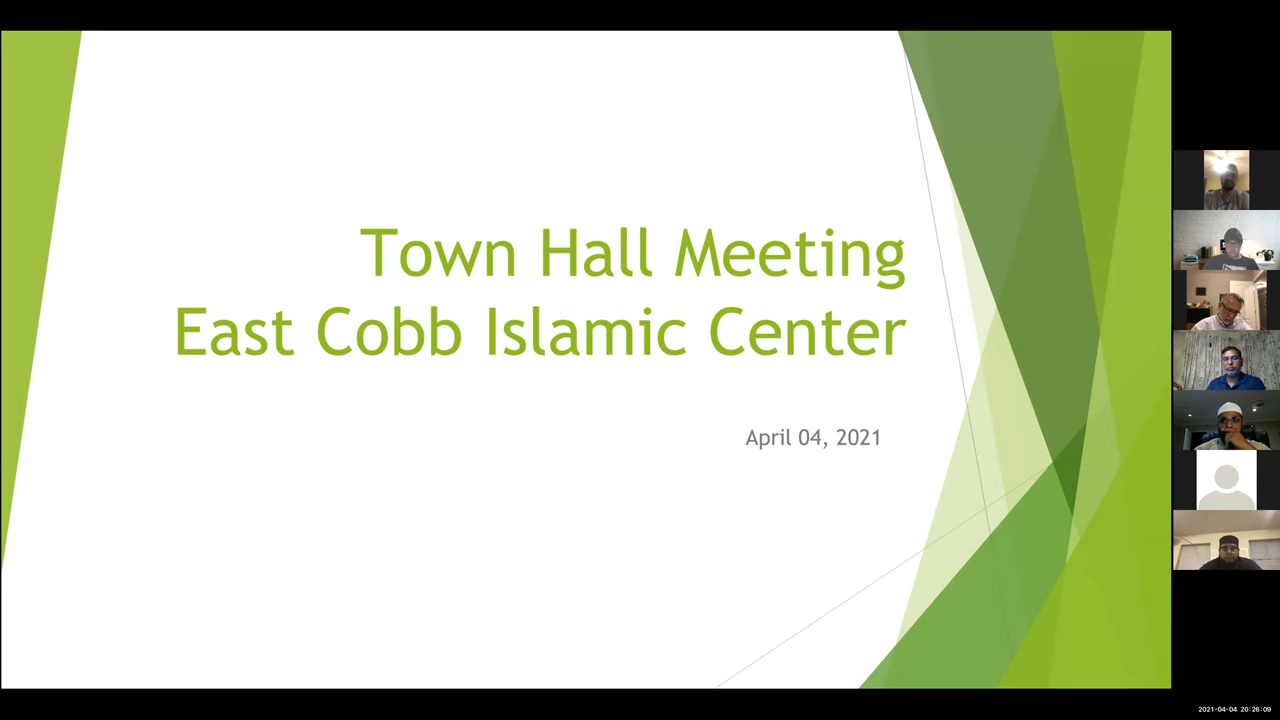 Town Hall Meeting
East Cobb Islamic Center
April 04, 2021
2021-04-04 20:26:09